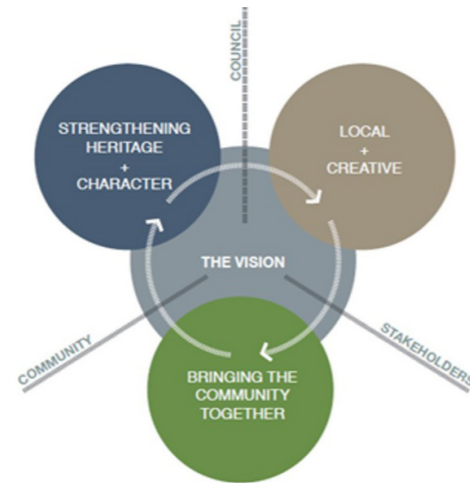 COUNCIL
STRENGTHENING
HERITAGE
+
CHARACTER
LOCAL
+
CREATIVE
THE VISION
COMMUNITY
STAKEHOLDERS
BRINGING THE
COMMUNITY
TOGETHER